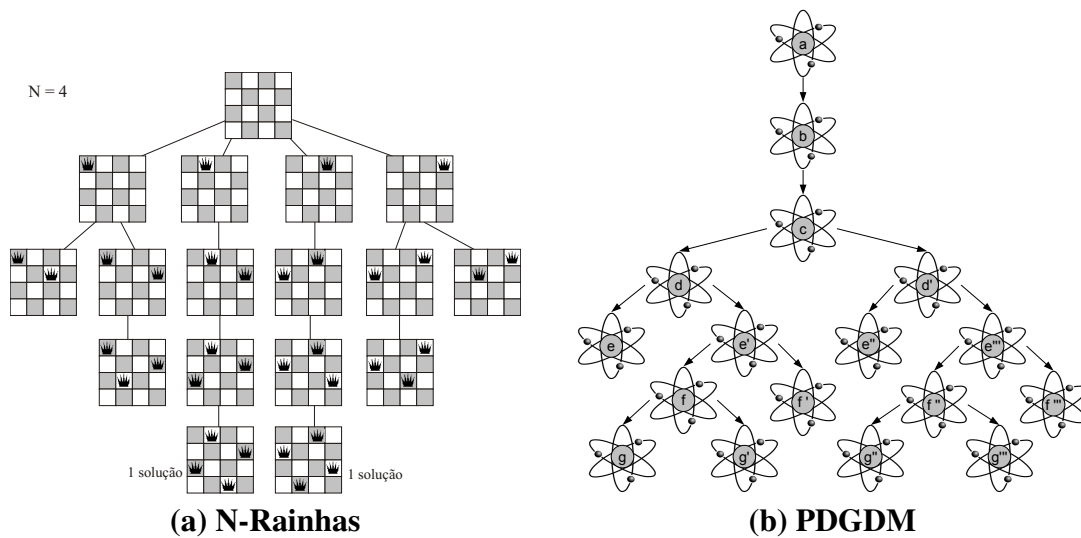 N = 4
1 solução
1 solução
(a) N-Rainhas
a
b
c
d
d'
e
e'
e''
e'''
f
f '
f ''
f '''
g
g'
g''
g'''
(b) PDGDM